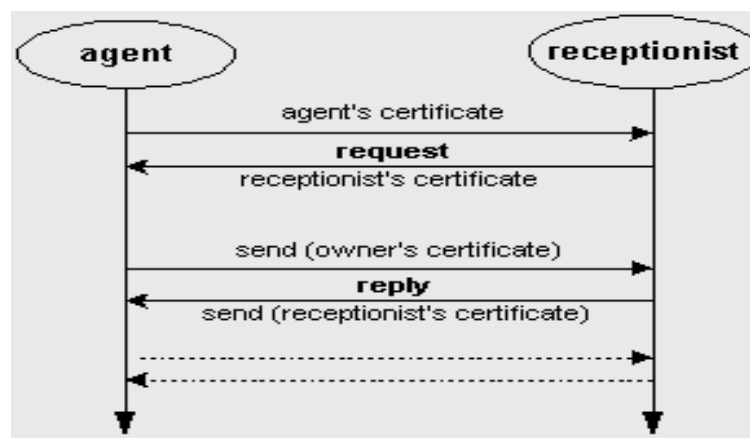 agent
receptionist
agent's certificate
request
receptionist's certificate
send (owner's certificate)
reply
send (receptionist's certificate)